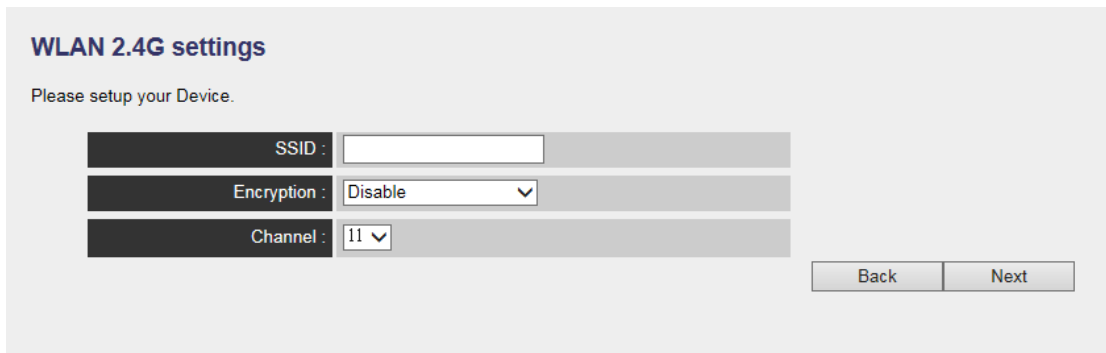 WLAN 2.4G settings
Please setup your Device.
SSID :
Encryption : Disable
Channel : 11
Back Next